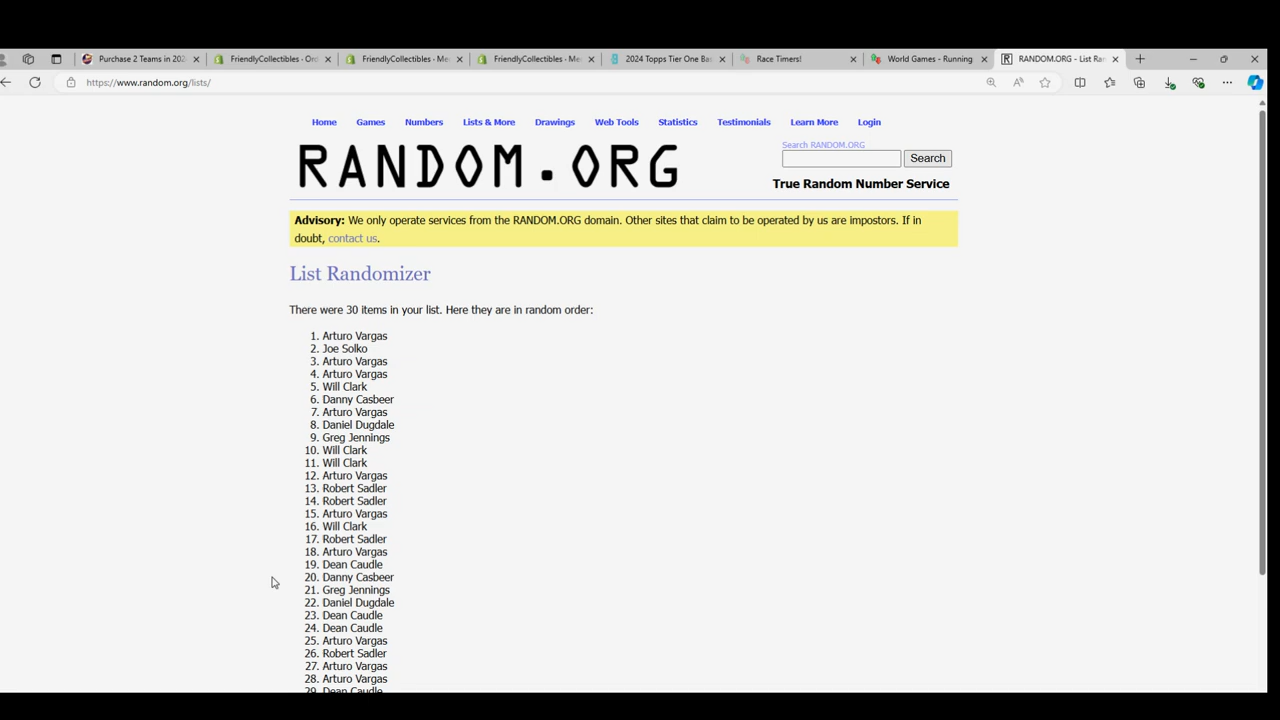 Purchase 2 Teams in 202
FriendlyCollectibles - Ord
FriendlyCollectibles - Me
FriendlyCollectibles - Me
2024 Topps Tier One Bas
Race Timers!
World Games - Running
RANDOM.ORG - List Ran
https://www.random.org/lists/
Home Games Numbers Lists & More Drawings Web Tools Statistics Testimonials Learn More Login
RANDOM.ORG
Search RANDOM.ORG
Search
True Random Number Service
Advisory: We only operate services from the RANDOM.ORG domain. Other sites that claim to be operated by us are impostors. If in
doubt, contact us.
List Randomizer
There were 30 items in your list. Here they are in random order:
1. Arturo Vargas
2. Joe Solko
3. Arturo Vargas
4. Arturo Vargas
5. Will Clark
6. Danny Casbeer
7. Arturo Vargas
8. Daniel Dugdale
9. Greg Jennings
10. Will Clark
11. Will Clark
12. Arturo Vargas
13. Robert Sadler
14. Robert Sadler
15. Arturo Vargas
16. Will Clark
17. Robert Sadler
18. Arturo Vargas
19. Dean Caudle
20. Danny Casbeer
21. Greg Jennings
22. Daniel Dugdale
23. Dean Caudle
24. Dean Caudle
25. Arturo Vargas
26. Robert Sadler
27. Arturo Vargas
28. Arturo Vargas
29. Dean Caudle